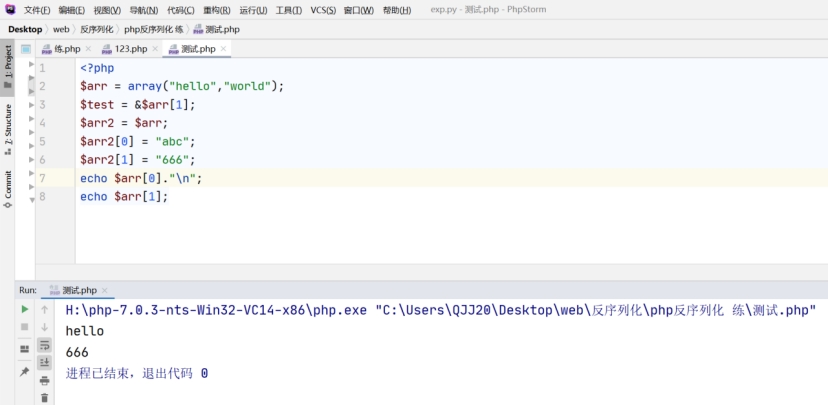 文件(F) 编辑(E) 视图(V) 导航(N) 代码(C) 重构(R) 运行(U) 工具(T) VCS(S) 窗口(W) 帮助(H) exp.py - 测试.php - PhpStorm
Desktop 〉 web 〉 反序列化 〉 php反序列化 练 〉 测试.php
练.php × 123.php × 测试.php ×
1: Project
Z: Structure
Commit
1 <?php
2 $arr = array("hello","world");
3 $test = &$arr[1];
4 $arr2 = $arr;
5 $arr2[0] = "abc";
6 $arr2[1] = "666";
7 echo $arr[0]."\n";
8 echo $arr[1];
Run: 测试.php ×
H:\php-7.0.3-nts-Win32-VC14-x86\php.exe "C:\Users\QJJ20\Desktop\web\反序列化\php反序列化 练\测试.php"
hello
666
进程已结束，退出代码 0